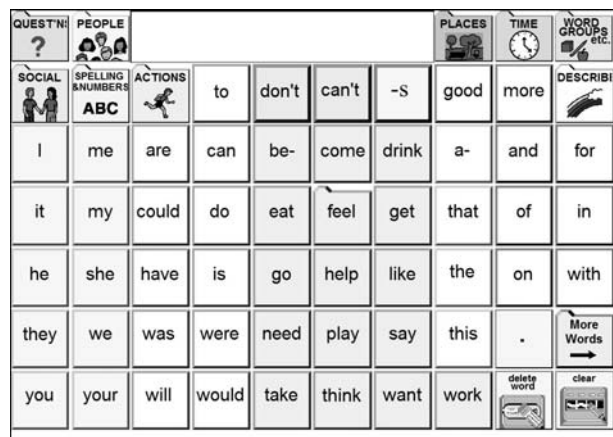 QUEST'N: PEOPLE PLACES TIME WORD GROUPS etc.
?
SOCIAL SPELLING &NUMBERS ABC ACTIONS to don't can't -s good more DESCRIBI
I me are can be- come drink a- and for
it my could do eat feel get that of in
he she have is go help like the on with
they we was were need play say this . More Words
you your will would take think want work delete word clear